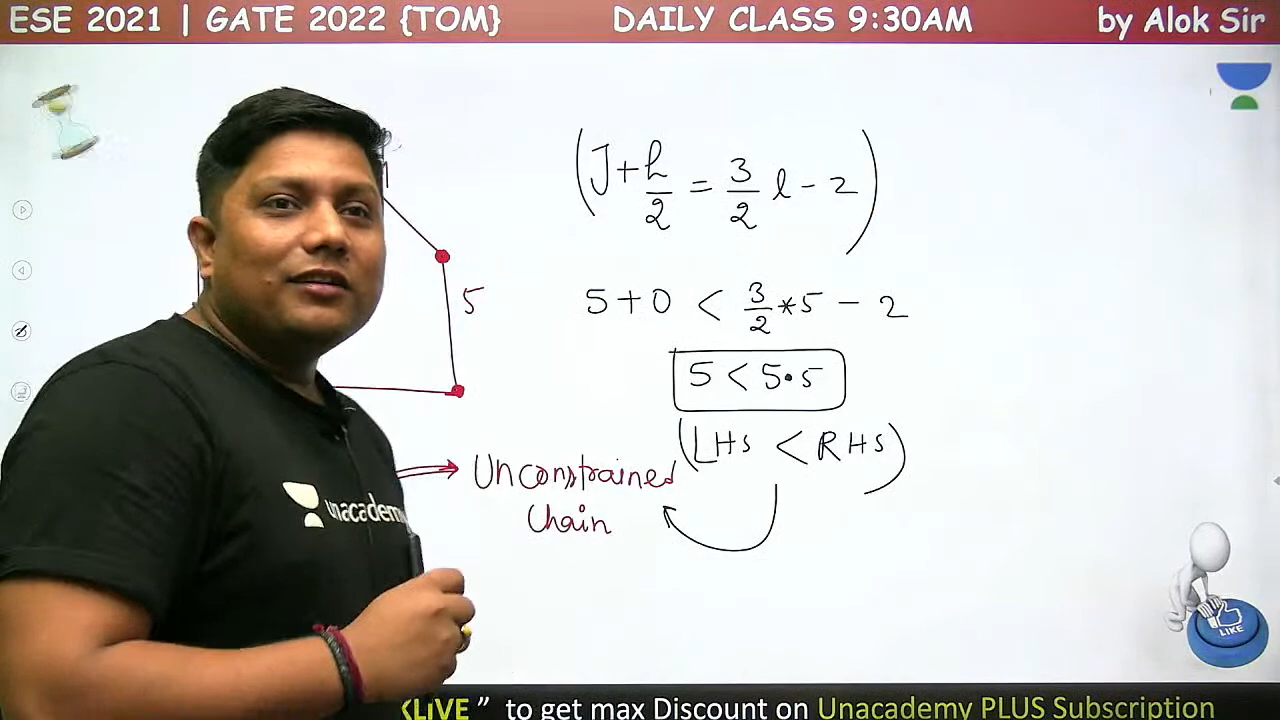 ESE 2021 | GATE 2022 {TOM} DAILY CLASS 9:30AM by Alok Sir
(J + h/2 = 3/2 l - 2)
5
5 + 0 < 3/2 * 5 - 2
5 < 5.5
(LHS < RHS)
Unconstrained
Chain
unacademy
LIKE
LIVE " to get max Discount on Unacademy PLUS Subscription